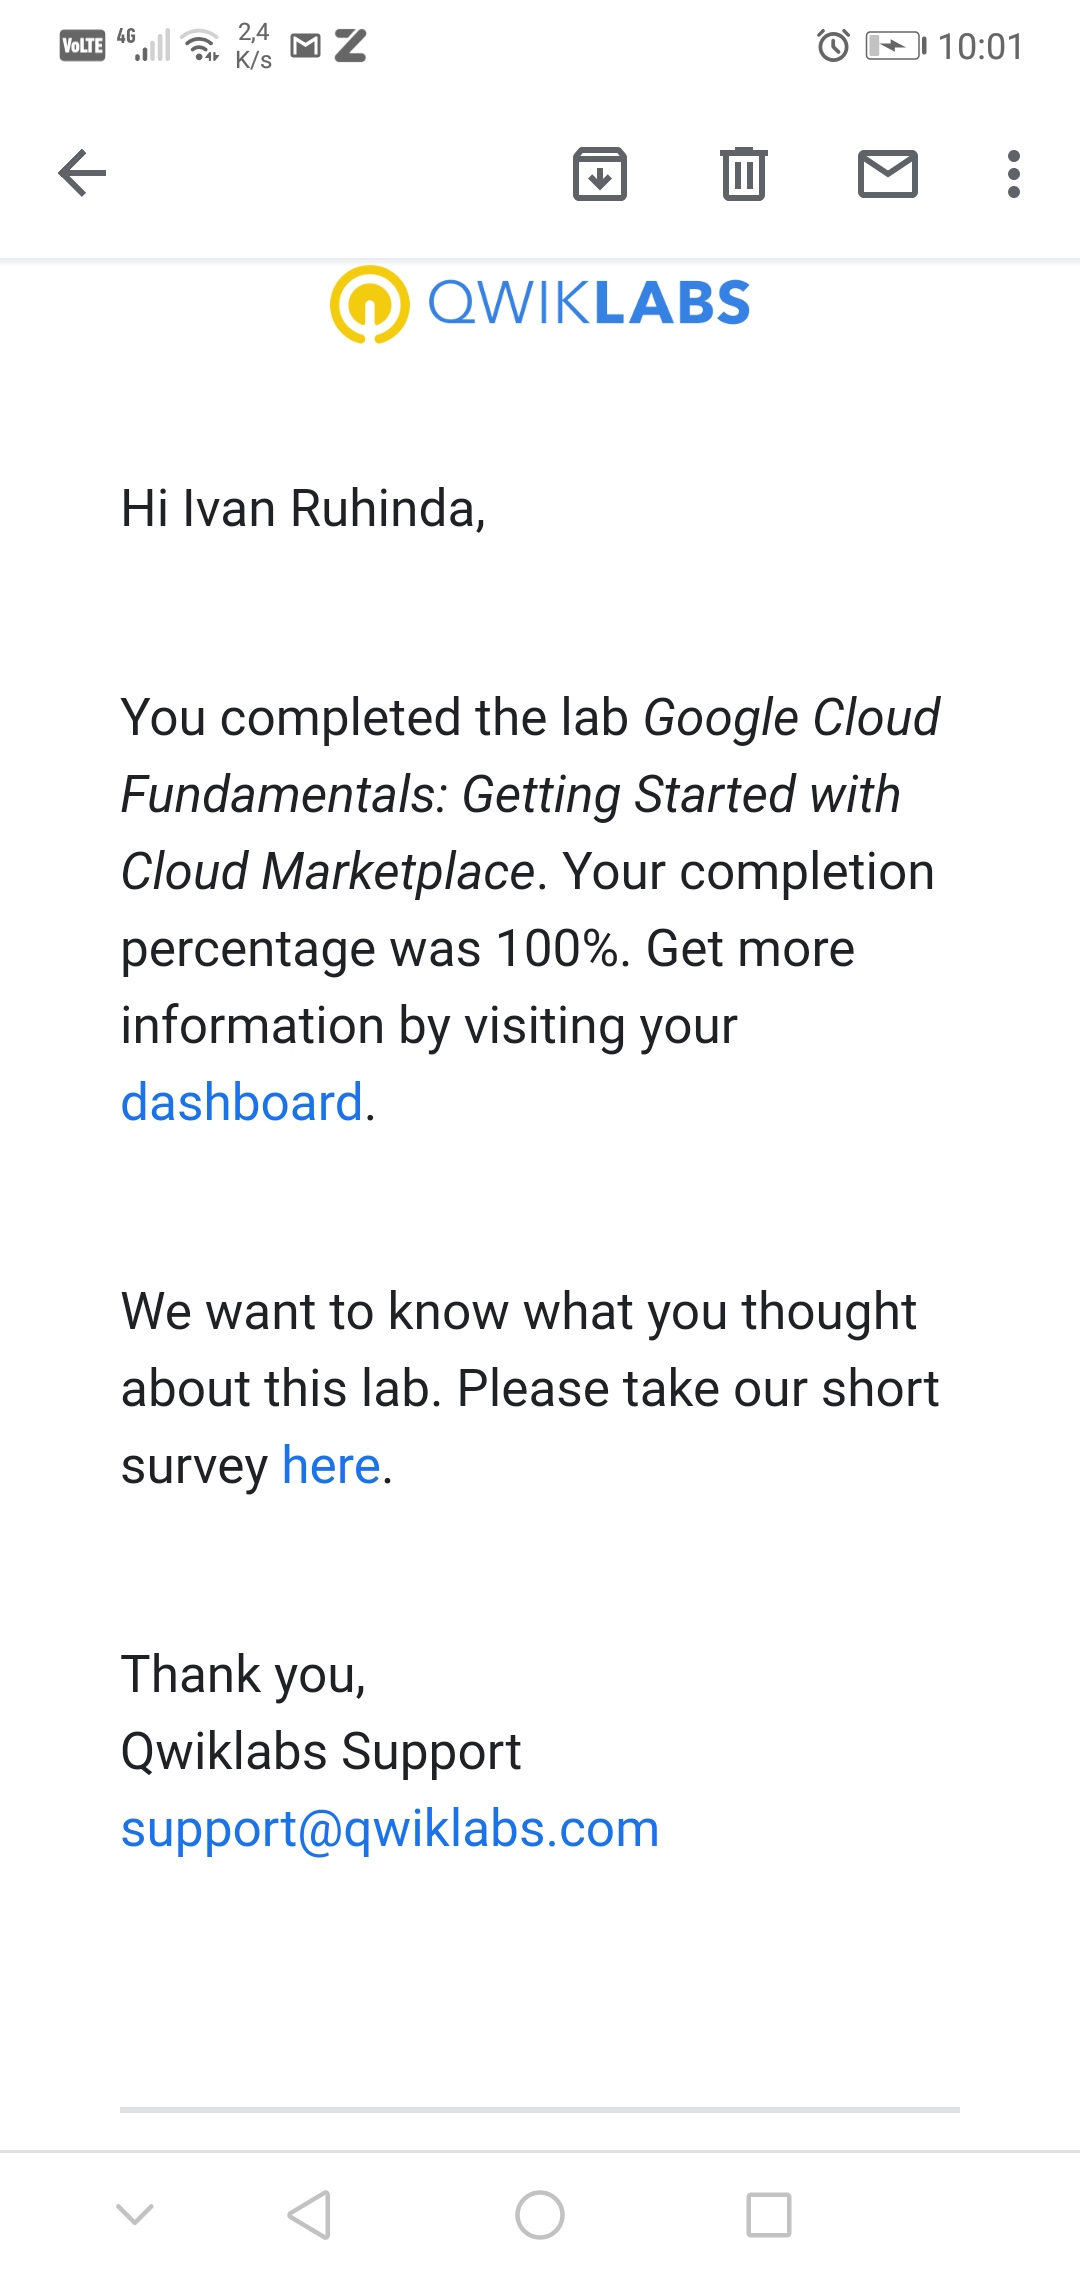 VoLTE 4G 2,4 K/s 10:01
QWIKLABS
Hi Ivan Ruhinda,
You completed the lab Google Cloud
Fundamentals: Getting Started with
Cloud Marketplace. Your completion
percentage was 100%. Get more
information by visiting your
dashboard.
We want to know what you thought
about this lab. Please take our short
survey here.
Thank you,
Qwiklabs Support
support@qwiklabs.com